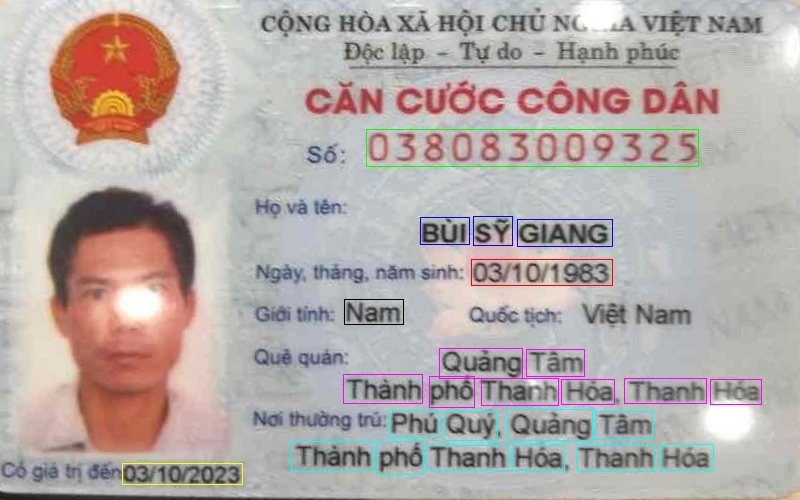 CỘNG HÒA XÃ HỘI CHỦ NGHĨA VIỆT NAM
Độc lập - Tự do - Hạnh phúc
CĂN CƯỚC CÔNG DÂN
Số: 038083009325
Họ và tên:
BÙI SỸ GIANG
Ngày, tháng, năm sinh: 03/10/1983
Giới tính: Nam Quốc tịch: Việt Nam
Quê quán: Quảng Tâm
Thành phố Thanh Hóa, Thanh Hóa
Nơi thường trú: Phú Quý, Quảng Tâm
Thành phố Thanh Hóa, Thanh Hóa
Có giá trị đến 03/10/2023